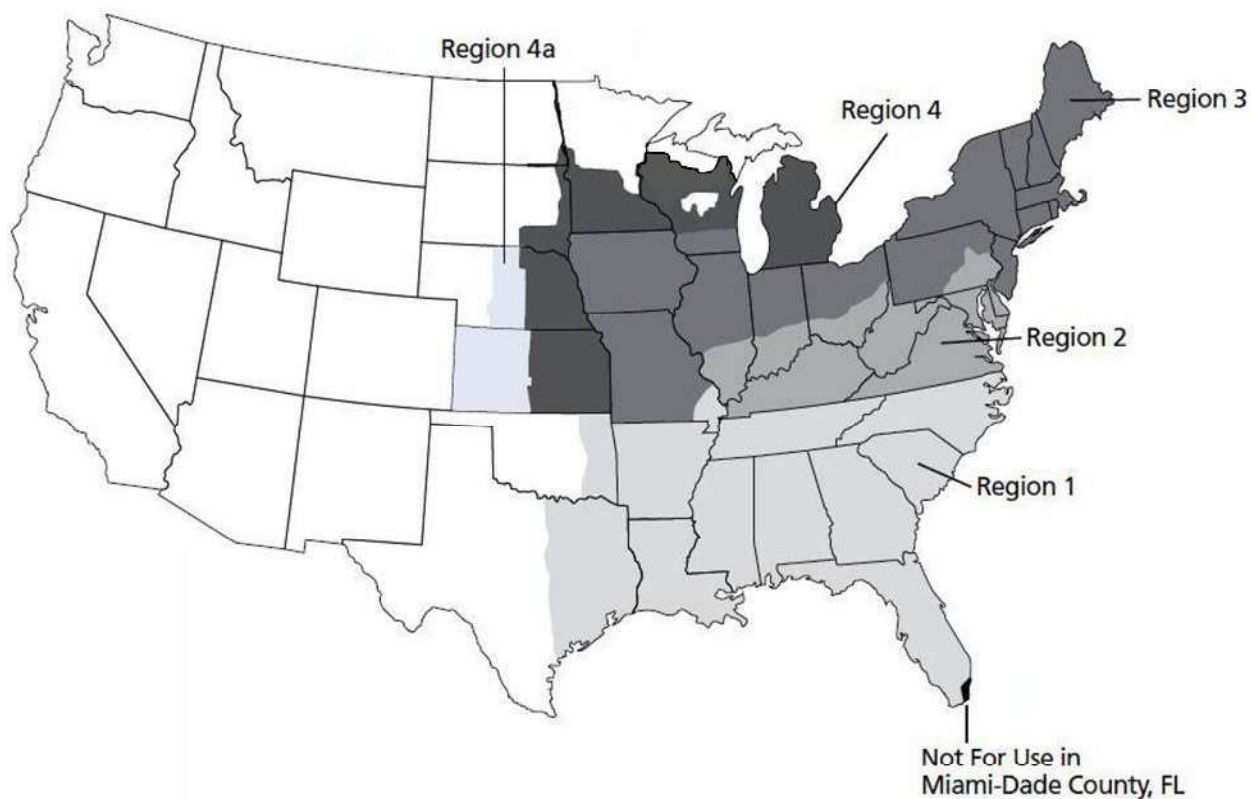 Region 4a
Region 3
Region 4
Region 2
Region 1
Not For Use in
Miami-Dade County, FL